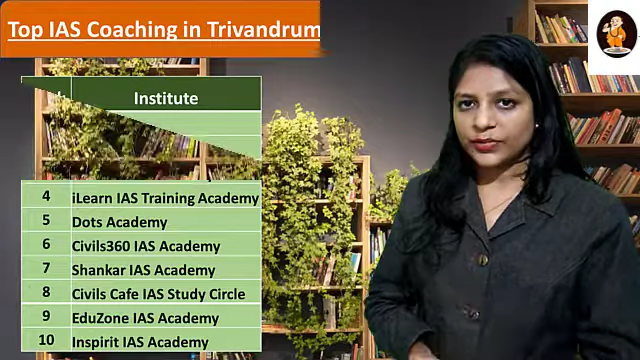 Top IAS Coaching in Trivandrum
Institute
4 iLearn IAS Training Academy
5 Dots Academy
6 Civils360 IAS Academy
7 Shankar IAS Academy
8 Civils Cafe IAS Study Circle
9 EduZone IAS Academy
10 Inspirit IAS Academy